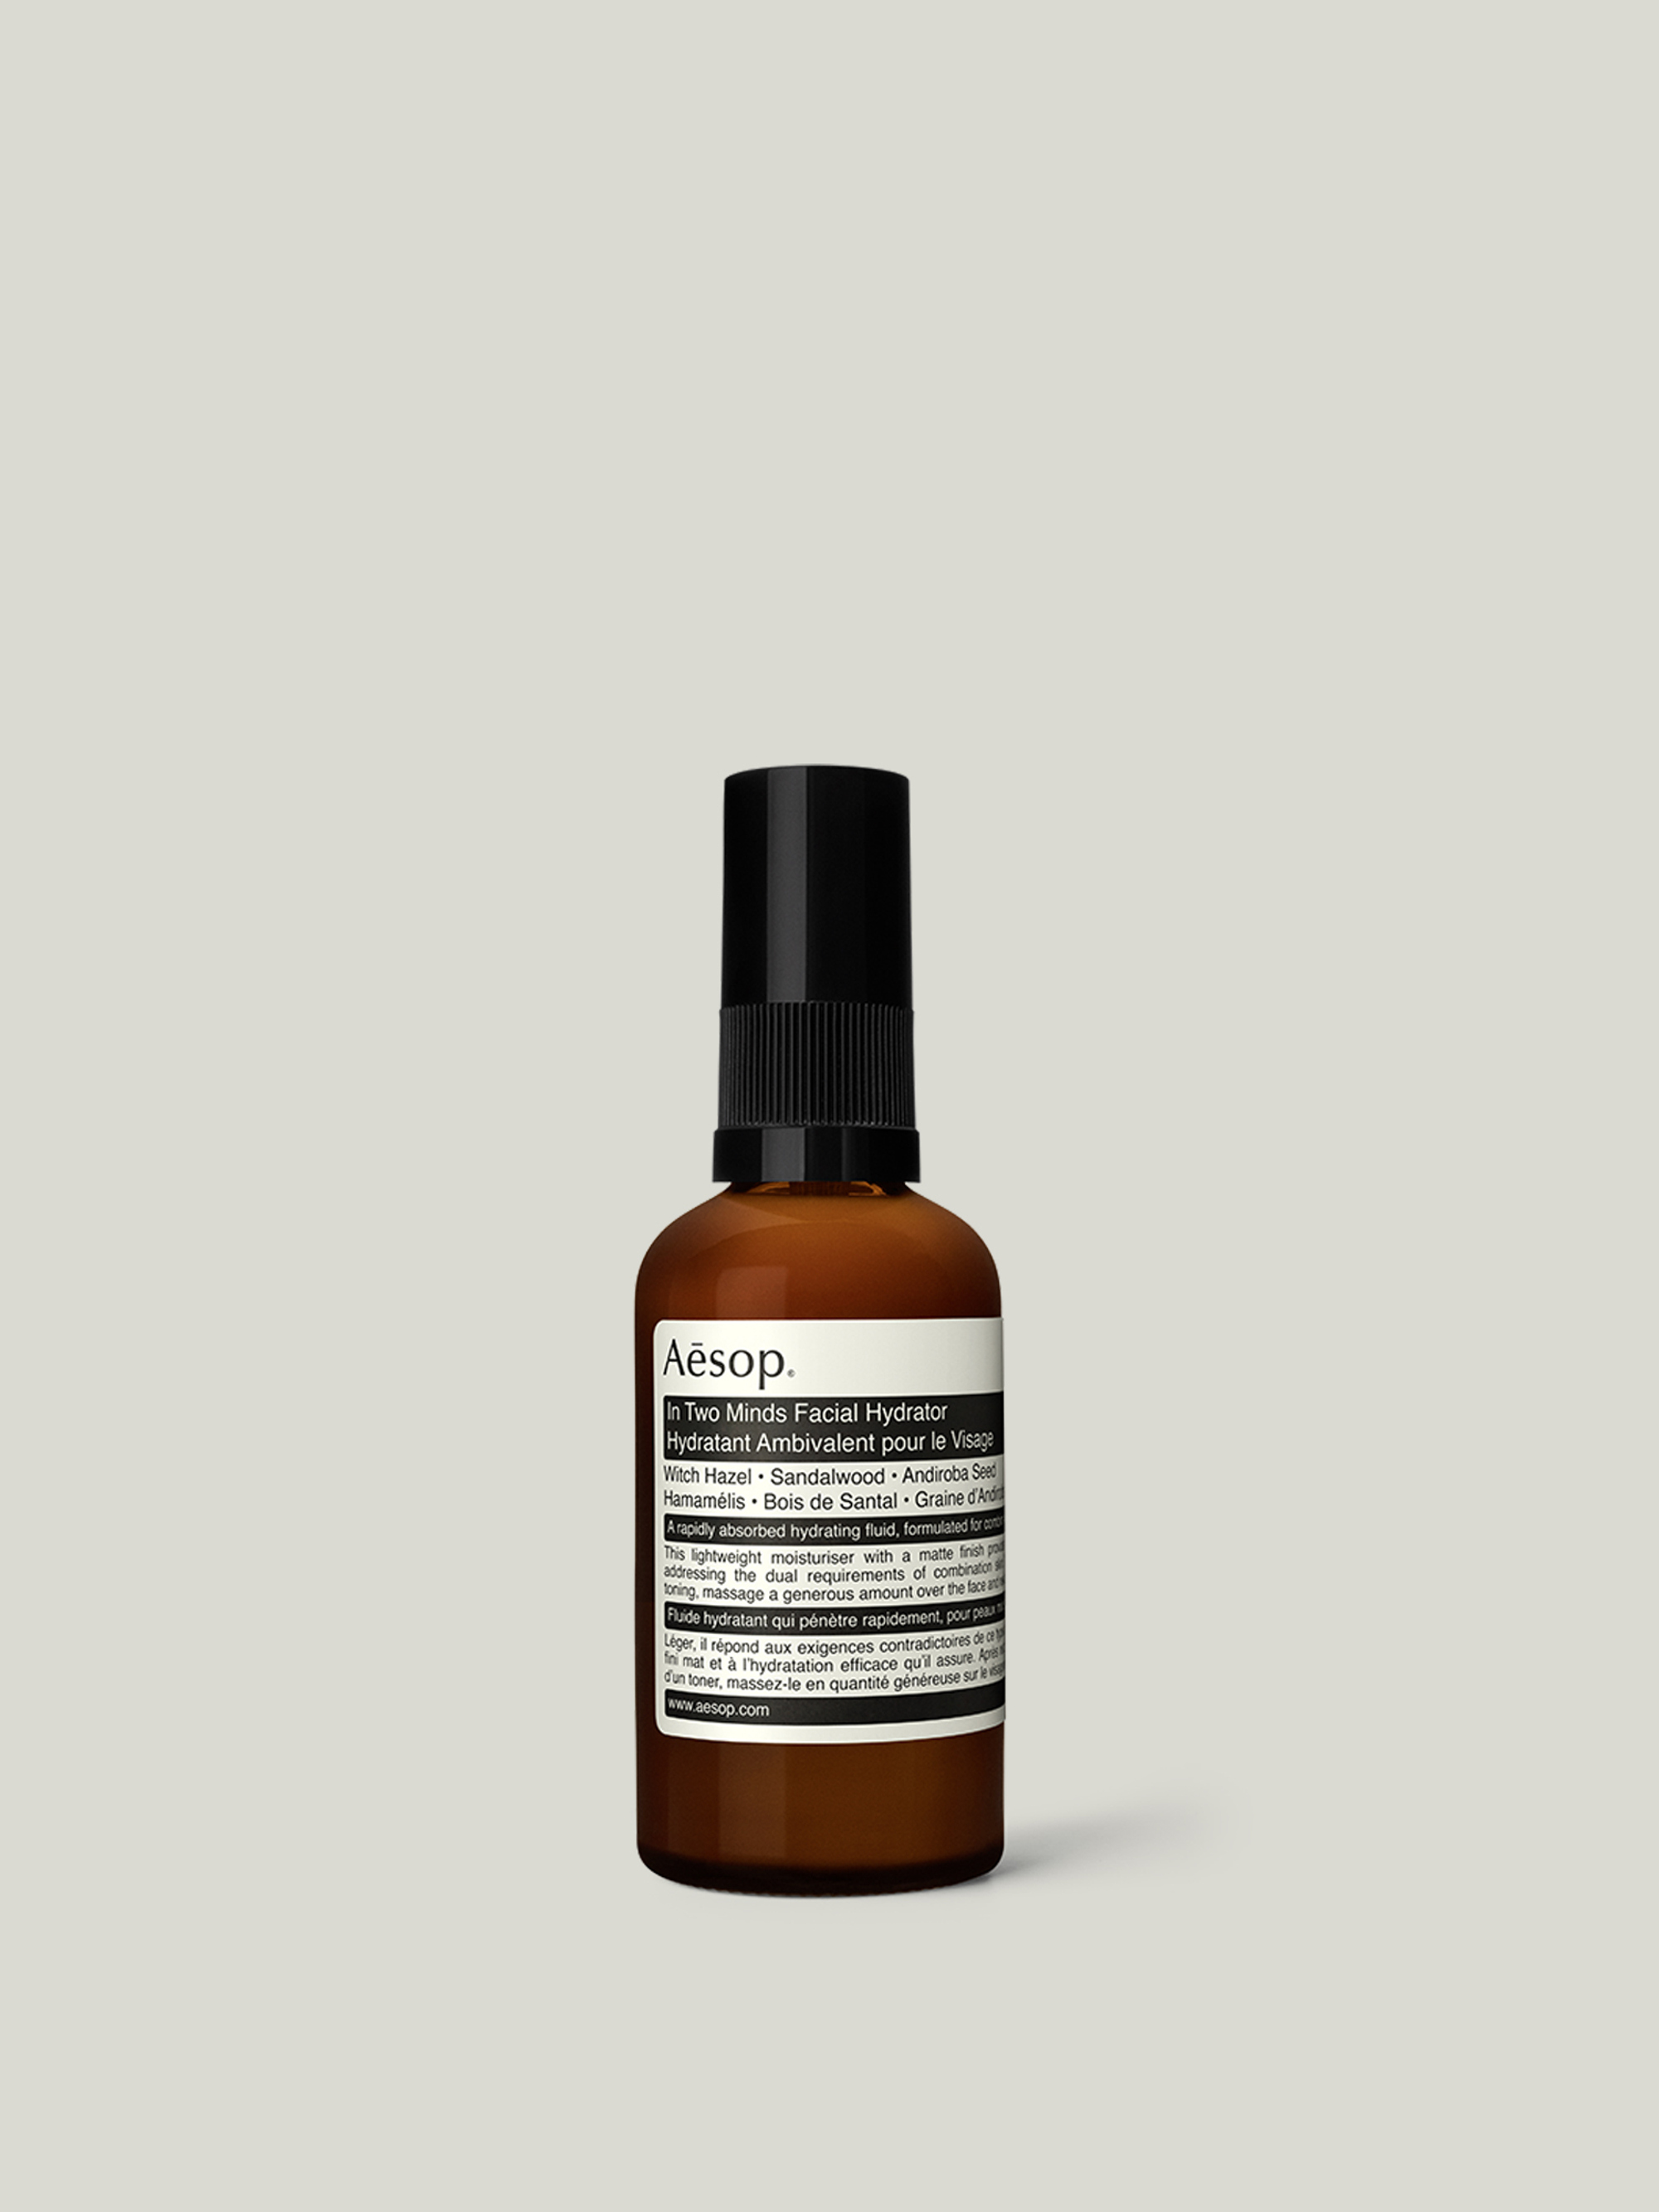 Aēsop®
In Two Minds Facial Hydrator
Hydratant Ambivalent pour le Visage
Witch Hazel • Sandalwood • Andiroba Seed
Hamamélis • Bois de Santal • Graine d'Andirob
A rapidly absorbed hydrating fluid, formulated for
This lightweight moisturiser with a matte finish
addressing the dual requirements of combination
toning, massage a generous amount over the face and
Fluide hydratant qui pénètre rapidement, pour peaux
Léger, il répond aux exigences contradictoires de ce
fini mat et à l'hydratation efficace qu'il assure. Après
d'un toner, massez-le en quantité généreuse sur le
www.aesop.com